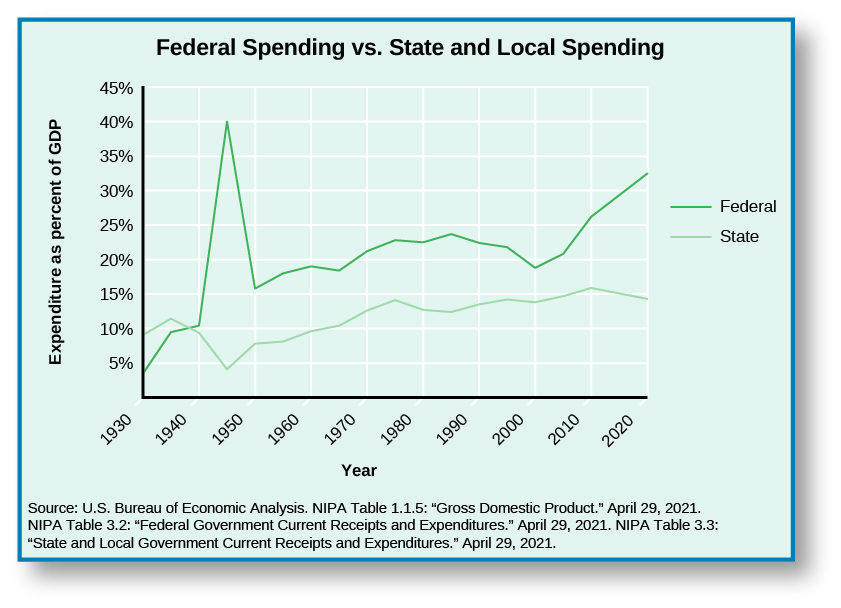 Federal Spending vs. State and Local Spending
Expenditure as percent of GDP
45%
40%
35%
30%
25%
20%
15%
10%
5%
Federal
State
1930
1940
1950
1960
1970
1980
1990
2000
2010
2020
Year
Source: U.S. Bureau of Economic Analysis. NIPA Table 1.1.5: “Gross Domestic Product.” April 29, 2021.
NIPA Table 3.2: “Federal Government Current Receipts and Expenditures.” April 29, 2021. NIPA Table 3.3:
“State and Local Government Current Receipts and Expenditures.” April 29, 2021.